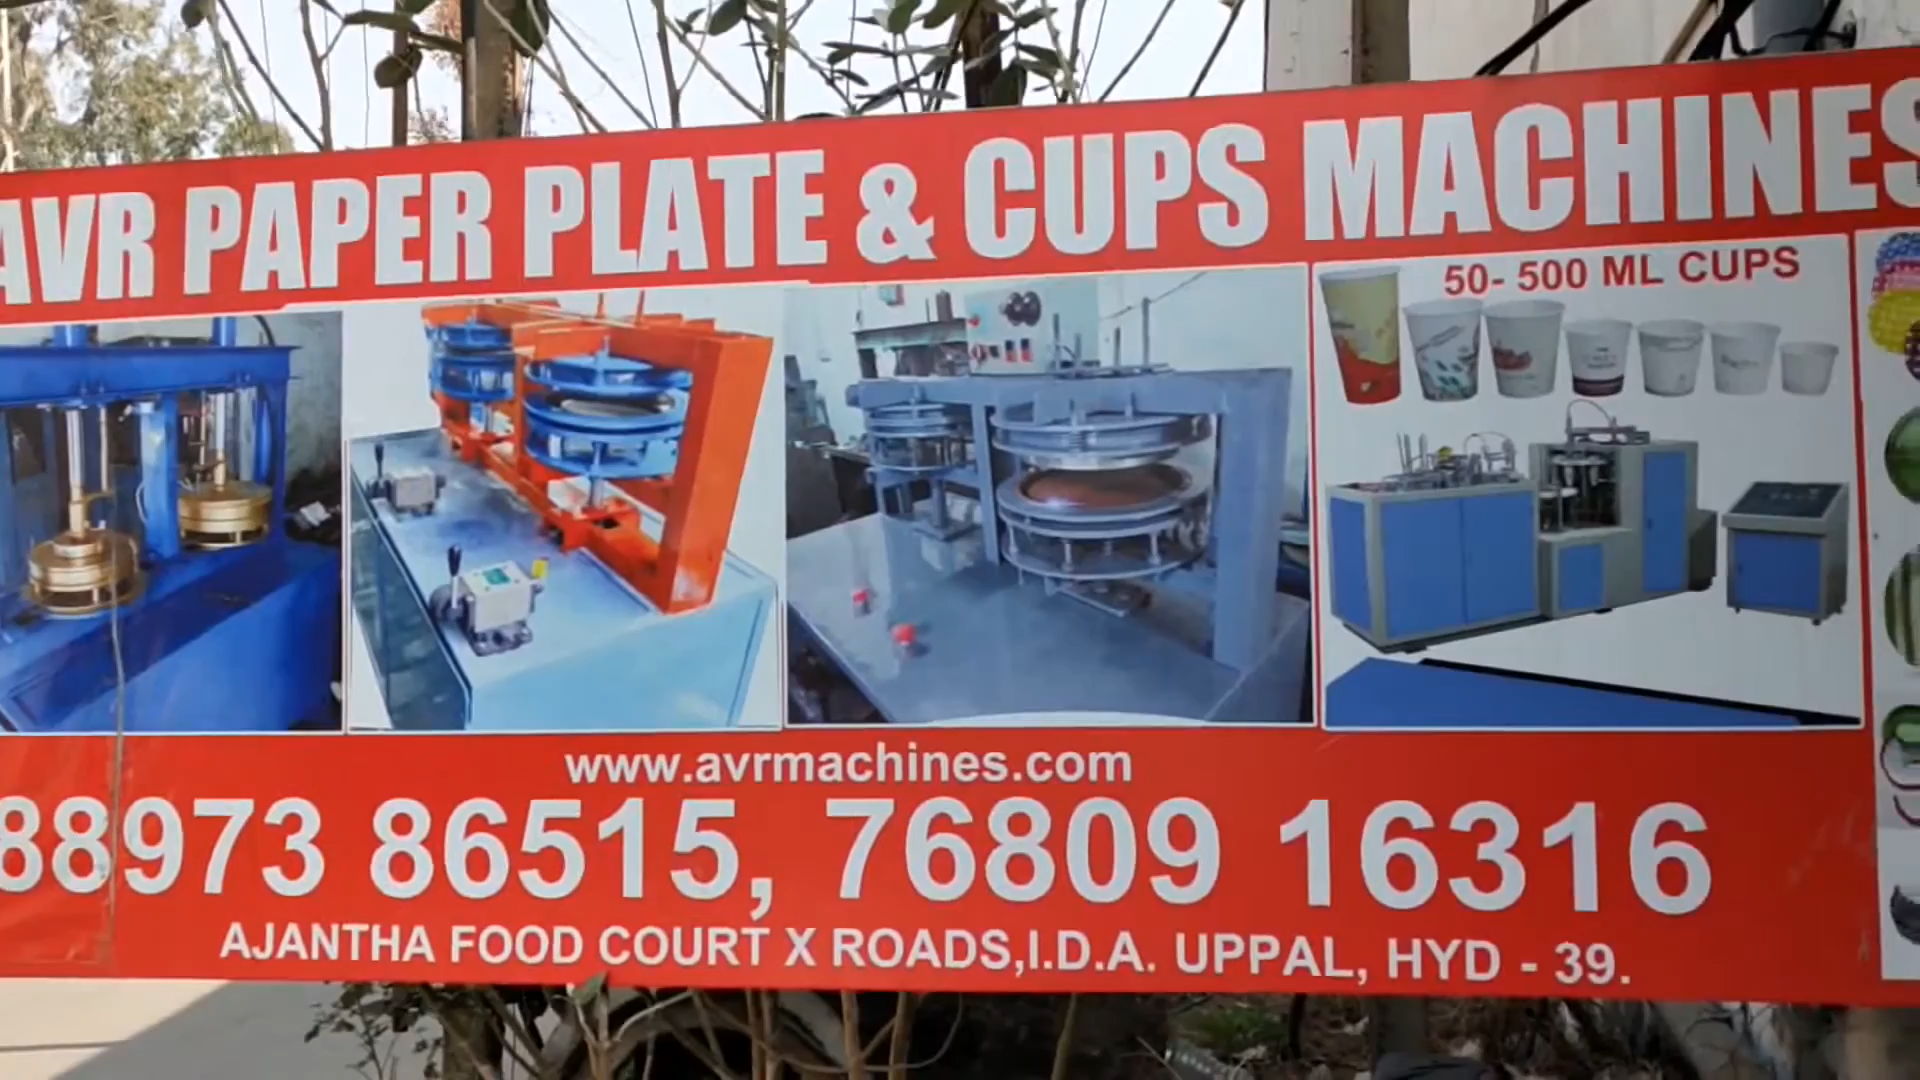 AVR PAPER PLATE & CUPS MACHINES
50- 500 ML CUPS
www.avrmachines.com
88973 86515, 76809 16316
AJANTHA FOOD COURT X ROADS,I.D.A. UPPAL, HYD - 39.